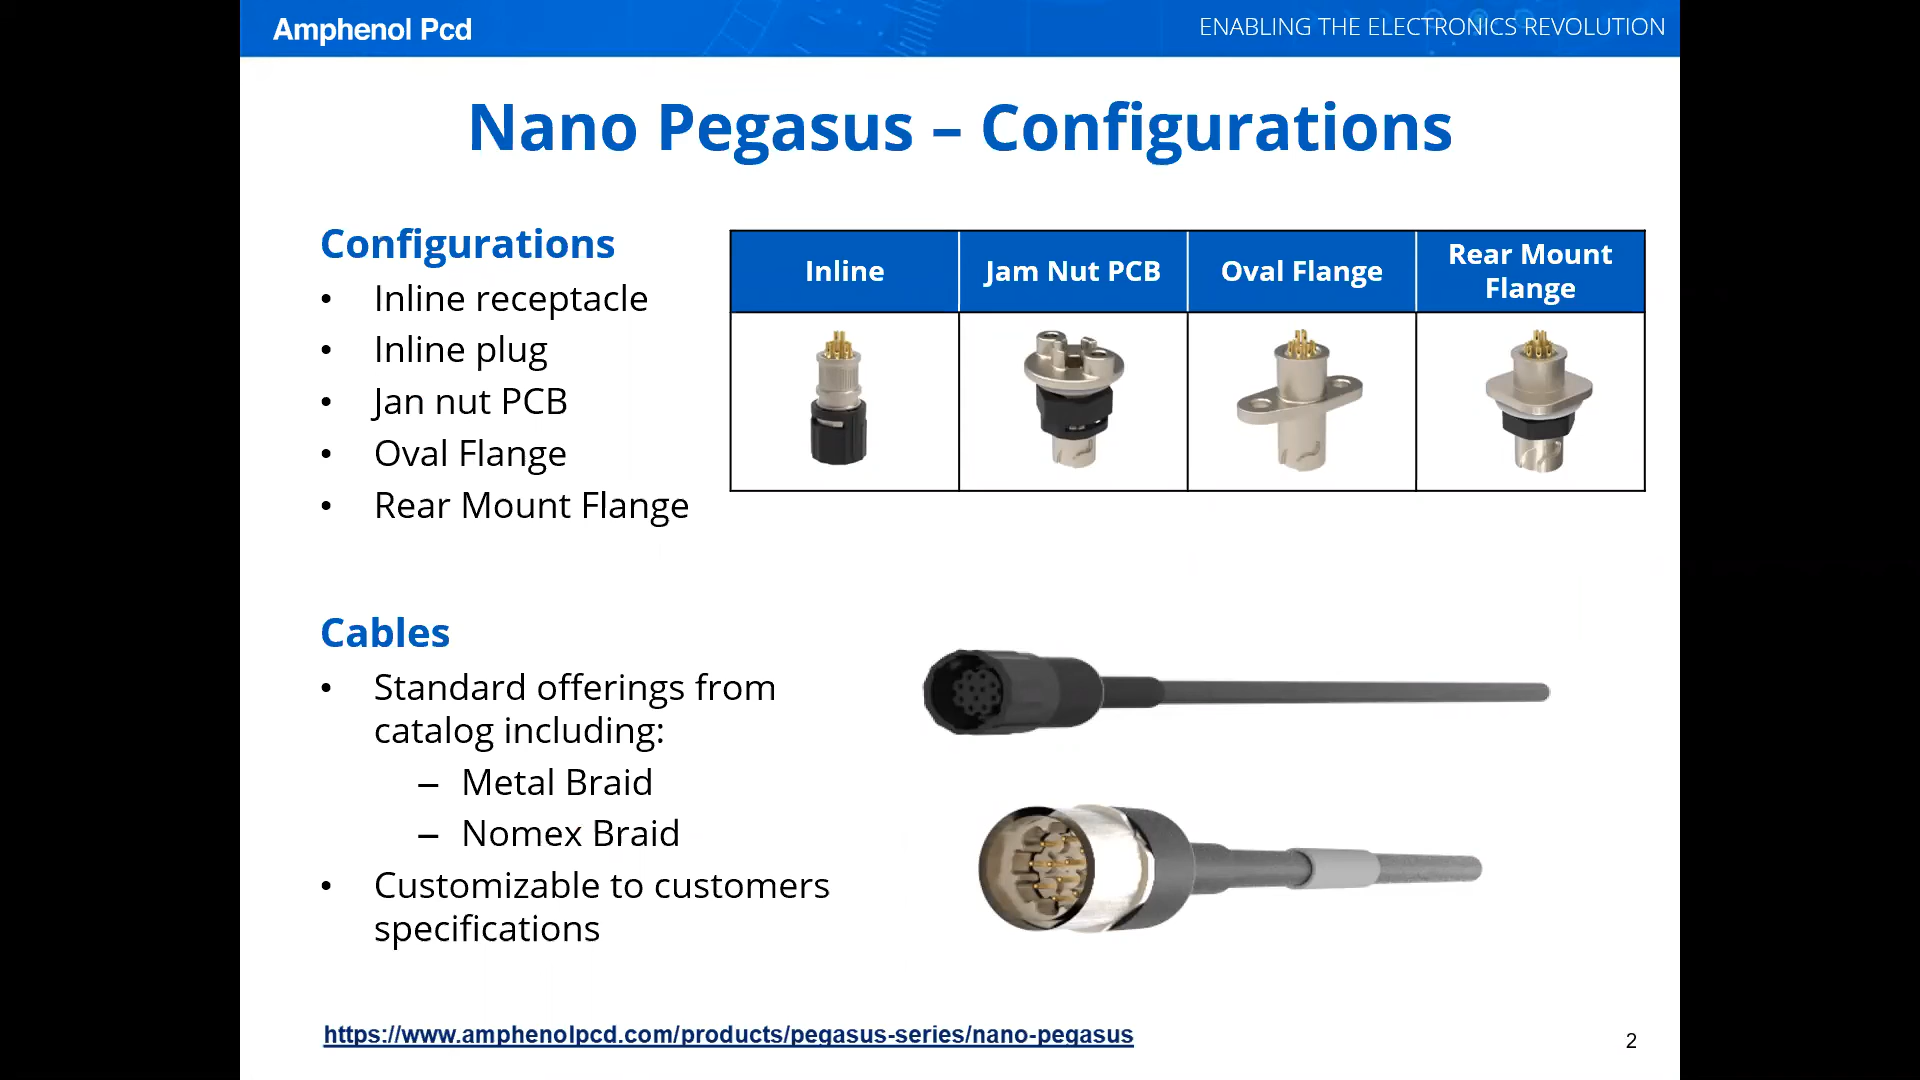 Amphenol Pcd
ENABLING THE ELECTRONICS REVOLUTION
Nano Pegasus – Configurations
Configurations
• Inline receptacle
• Inline plug
• Jan nut PCB
• Oval Flange
• Rear Mount Flange
Inline
Jam Nut PCB
Oval Flange
Rear Mount
Flange
Cables
• Standard offerings from
catalog including:
– Metal Braid
– Nomex Braid
• Customizable to customers
specifications
https://www.amphenolpcd.com/products/pegasus-series/nano-pegasus
2